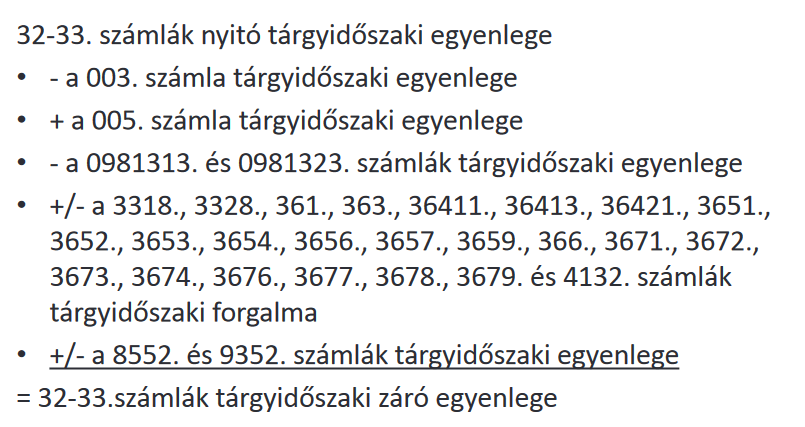 32-33. számlák nyitó tárgyidőszaki egyenlege
• - a 003. számla tárgyidőszaki egyenlege
• + a 005. számla tárgyidőszaki egyenlege
• - a 0981313. és 0981323. számlák tárgyidőszaki egyenlege
• +/- a 3318., 3328., 361., 363., 36411., 36413., 36421., 3651.,
3652., 3653., 3654., 3656., 3657., 3659., 366., 3671., 3672.,
3673., 3674., 3676., 3677., 3678., 3679. és 4132. számlák
tárgyidőszaki forgalma
• +/- a 8552. és 9352. számlák tárgyidőszaki egyenlege
= 32-33.számlák tárgyidőszaki záró egyenlege